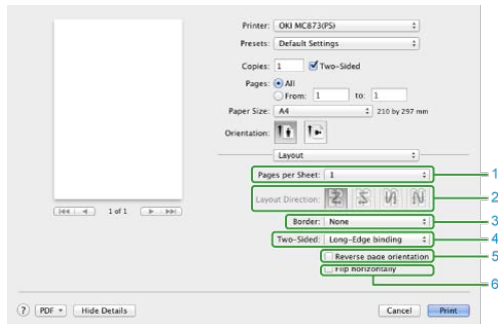 Printer: OKI MC873(PS)
Presets: Default Settings
Copies: 1 Two-Sided
Pages: All
From: 1 to: 1
Paper Size: A4 210 by 297 mm
Orientation:
Layout
Pages per Sheet: 1 1
Layout Direction: 2
Border: None 3
Two-Sided: Long-Edge binding 4
Reverse page orientation 5
Flip horizontally
6
1 of 1
? PDF Hide Details Cancel Print